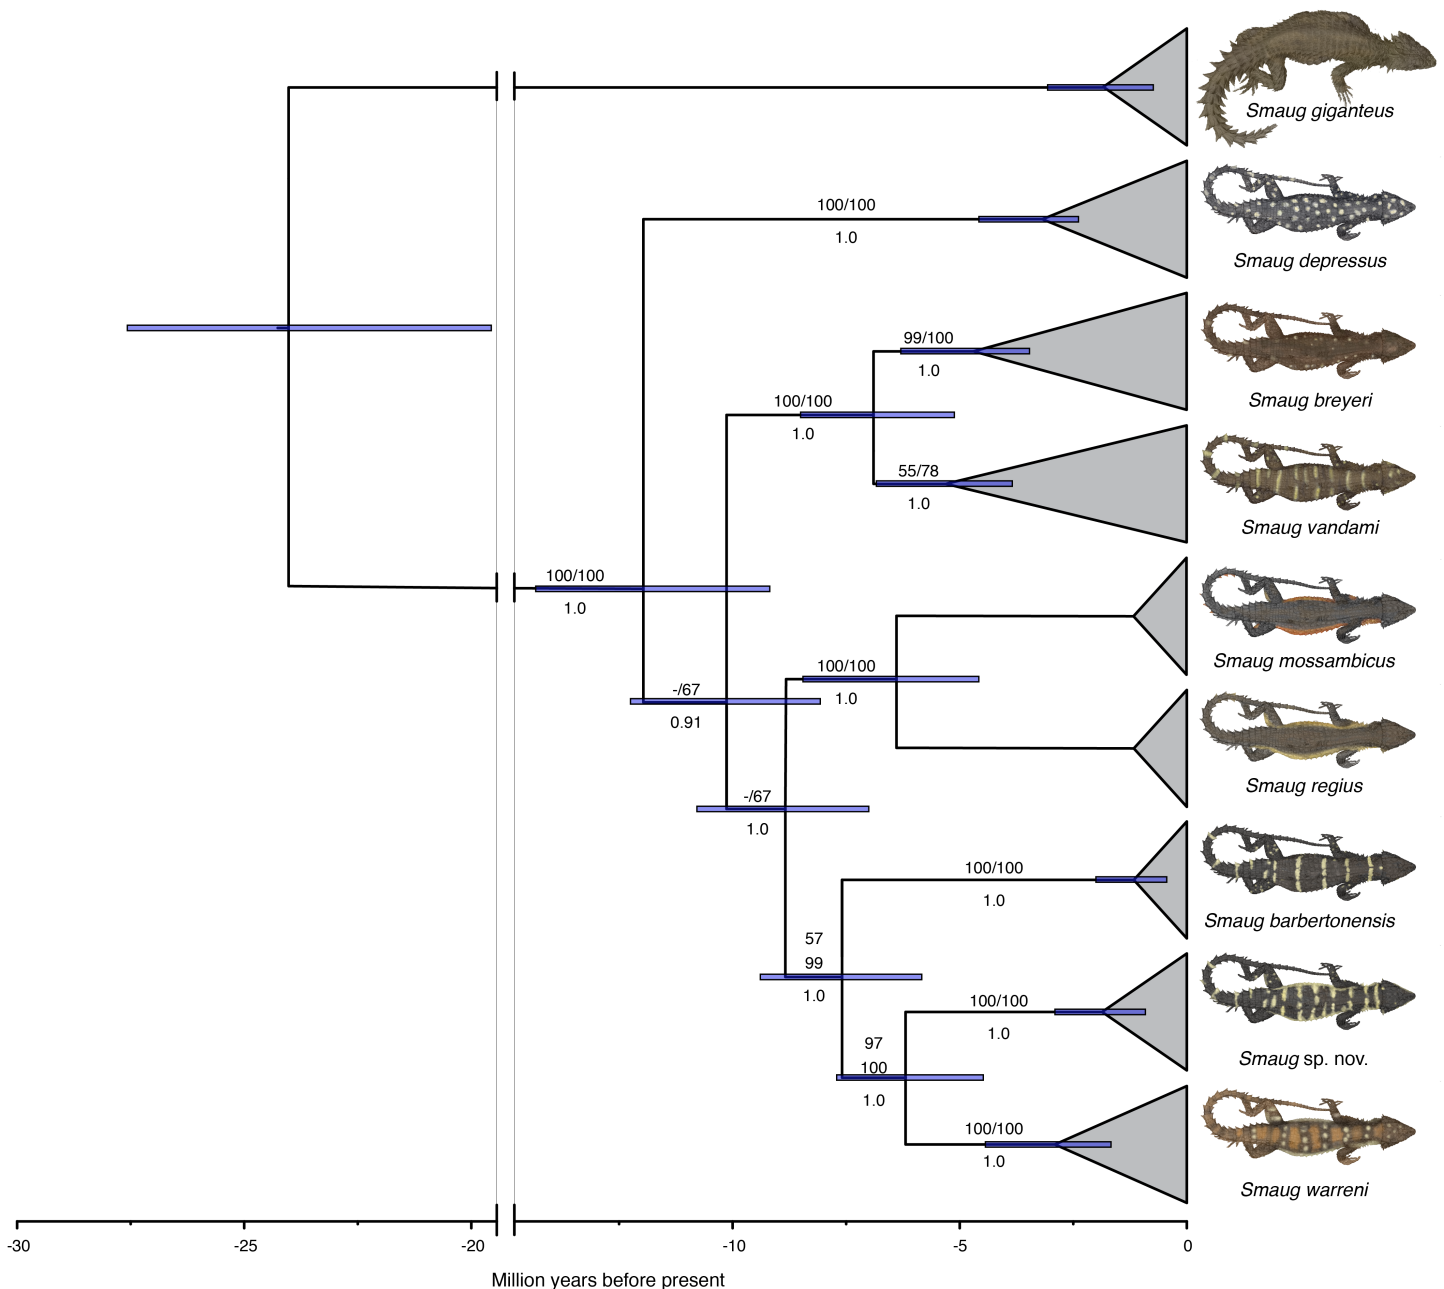 Smaug giganteus
100/100
1.0
Smaug depressus
99/100
1.0
Smaug breyeri
100/100
1.0
55/78
1.0
Smaug vandami
100/100
1.0
Smaug mossambicus
100/100
1.0
-/67
0.91
Smaug regius
-/67
1.0
100/100
1.0
Smaug barbertonensis
57
99
1.0
100/100
1.0
Smaug sp. nov.
97
100
1.0
100/100
1.0
Smaug warreni
-30 -25 -20 -10 -5 0
Million years before present